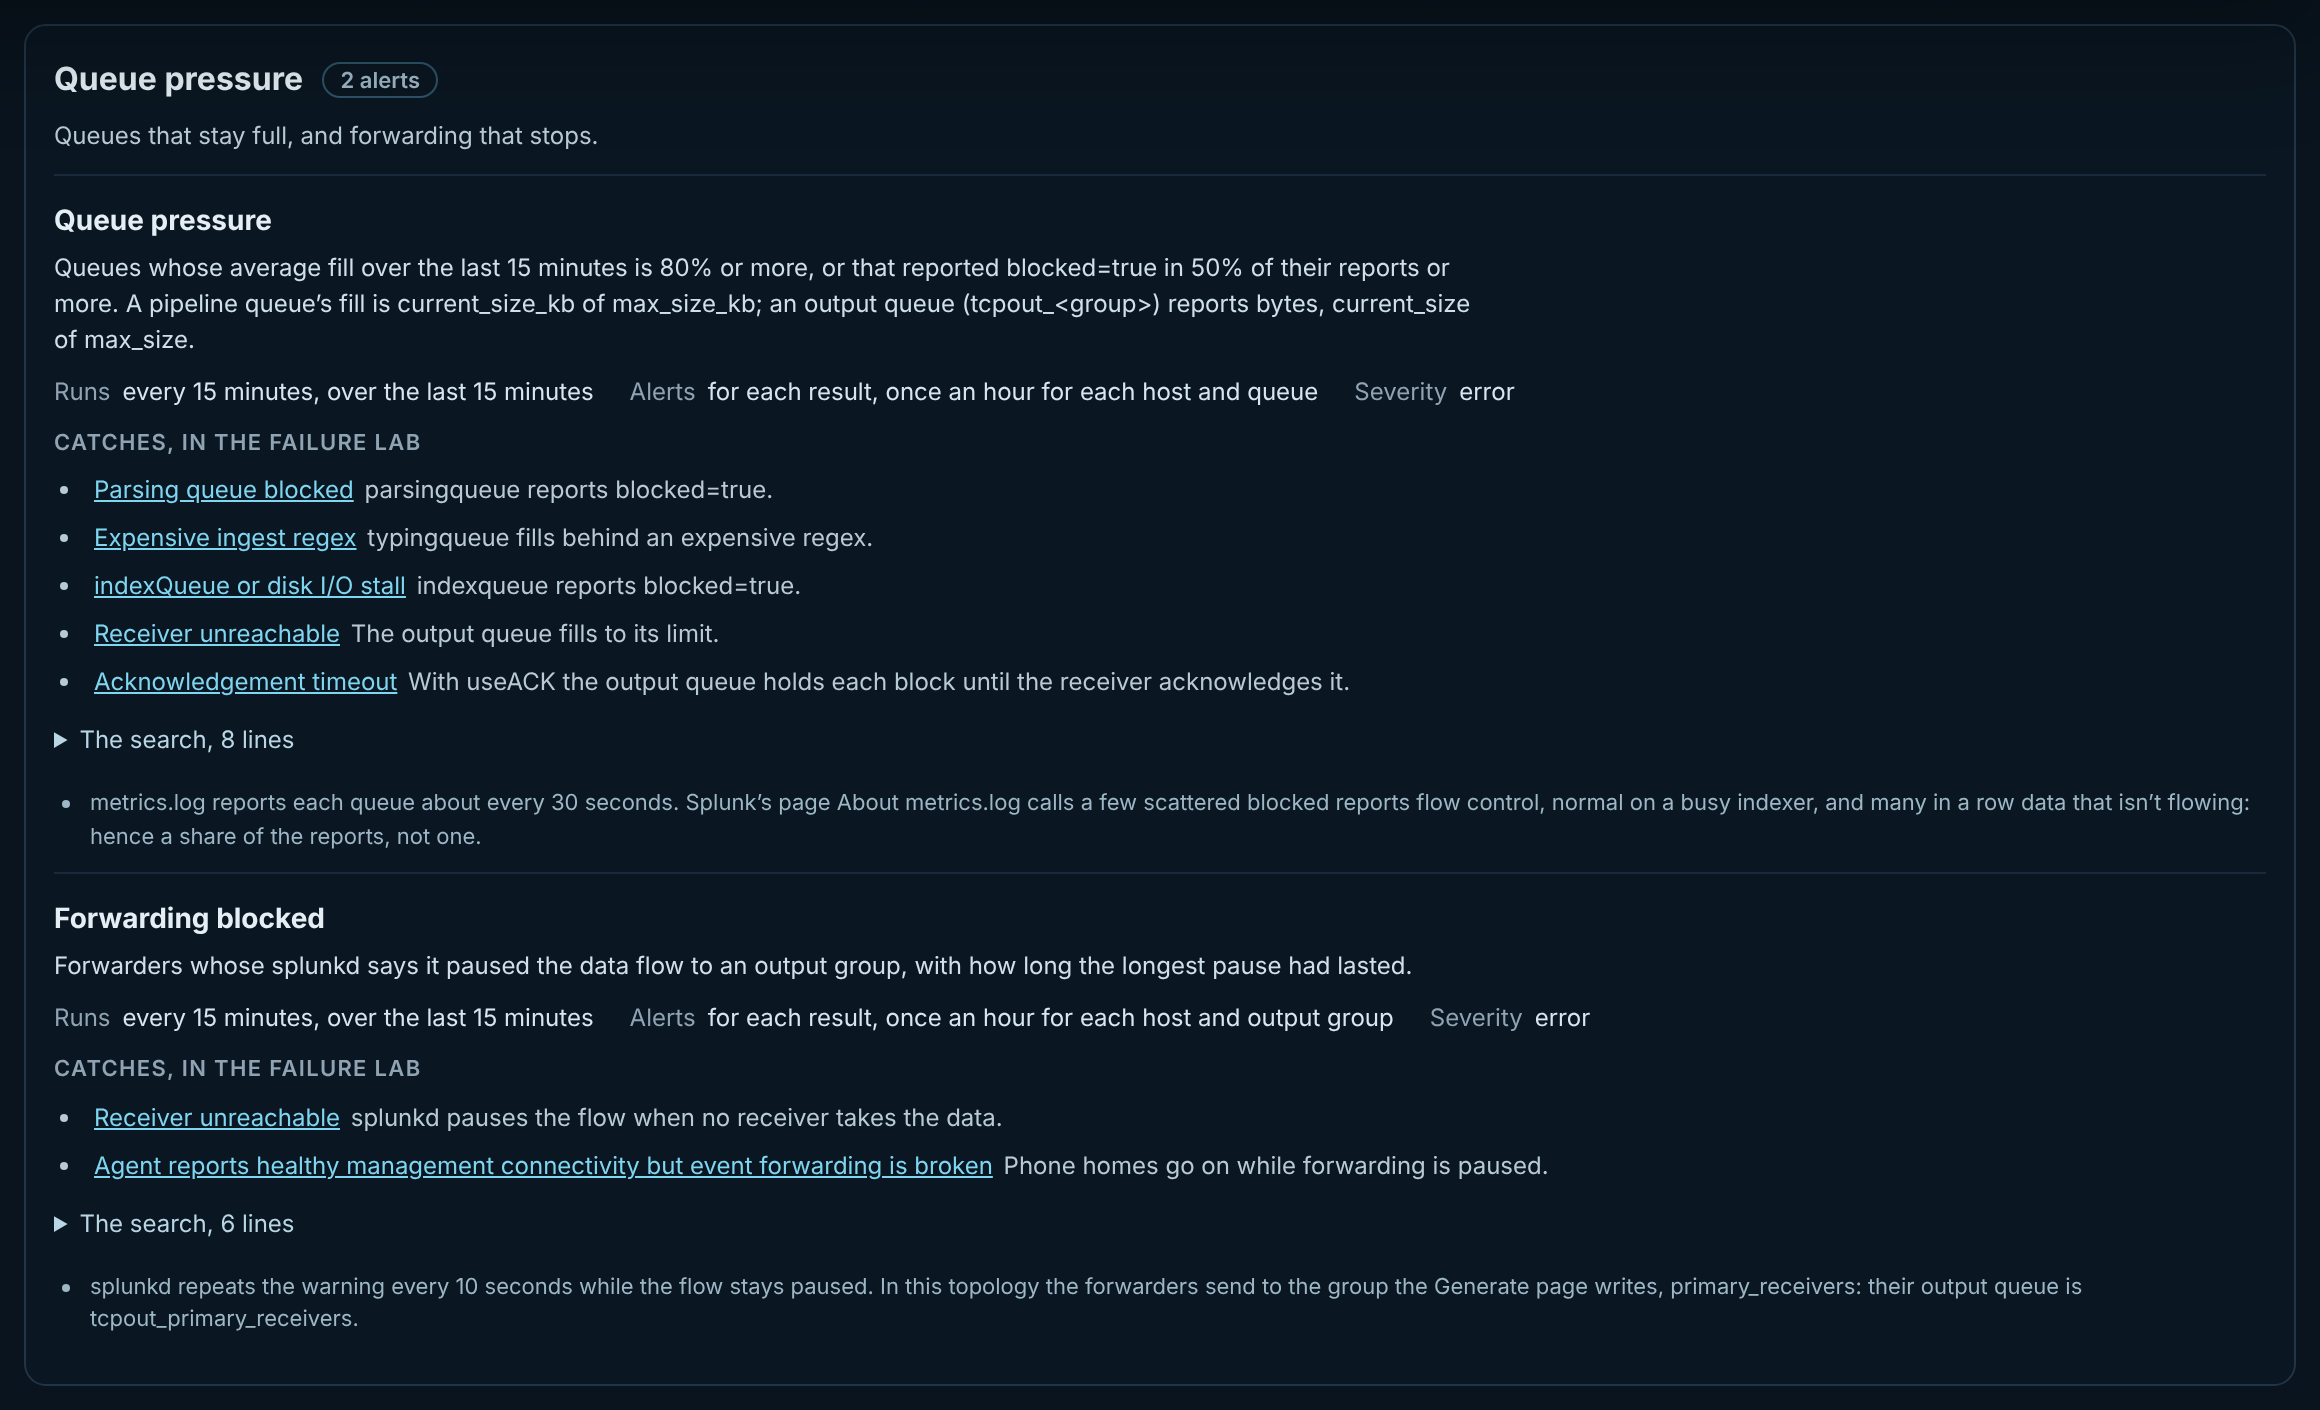 Queue pressure 2 alerts
Queues that stay full, and forwarding that stops.
Queue pressure
Queues whose average fill over the last 15 minutes is 80% or more, or that reported blocked=true in 50% of their reports or
more. A pipeline queue’s fill is current_size_kb of max_size_kb; an output queue (tcpout_<group>) reports bytes, current_size
of max_size.
Runs every 15 minutes, over the last 15 minutes Alerts for each result, once an hour for each host and queue Severity error
CATCHES, IN THE FAILURE LAB
• Parsing queue blocked parsingqueue reports blocked=true.
• Expensive ingest regex typingqueue fills behind an expensive regex.
• indexQueue or disk I/O stall indexqueue reports blocked=true.
• Receiver unreachable The output queue fills to its limit.
• Acknowledgement timeout With useACK the output queue holds each block until the receiver acknowledges it.
▶ The search, 8 lines
• metrics.log reports each queue about every 30 seconds. Splunk’s page About metrics.log calls a few scattered blocked reports flow control, normal on a busy indexer, and many in a row data that isn’t flowing:
hence a share of the reports, not one.
Forwarding blocked
Forwarders whose splunkd says it paused the data flow to an output group, with how long the longest pause had lasted.
Runs every 15 minutes, over the last 15 minutes Alerts for each result, once an hour for each host and output group Severity error
CATCHES, IN THE FAILURE LAB
• Receiver unreachable splunkd pauses the flow when no receiver takes the data.
• Agent reports healthy management connectivity but event forwarding is broken Phone homes go on while forwarding is paused.
▶ The search, 6 lines
• splunkd repeats the warning every 10 seconds while the flow stays paused. In this topology the forwarders send to the group the Generate page writes, primary_receivers: their output queue is
tcpout_primary_receivers.